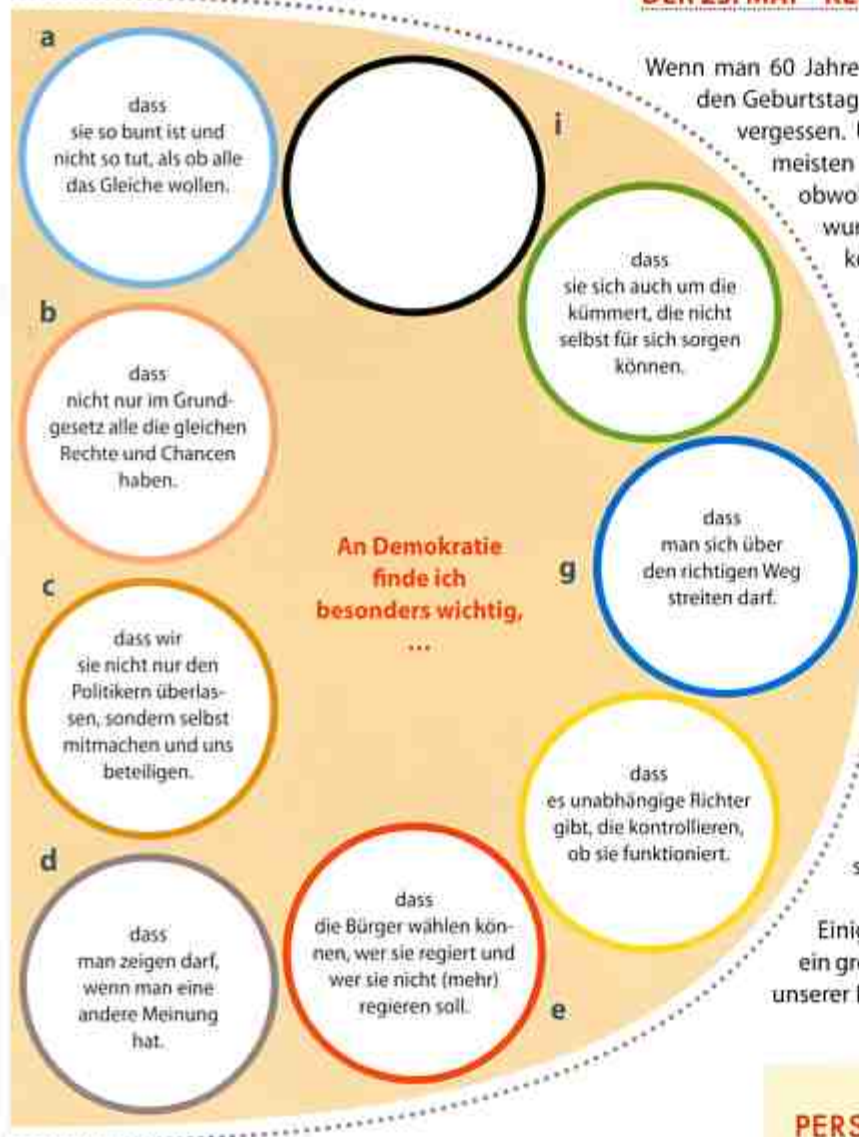 a
dass
sie so bunt ist und
nicht so tut, als ob alle
das Gleiche wollen.
b
dass
nicht nur im Grund-
gesetz alle die gleichen
Rechte und Chancen
haben.
c
dass wir
sie nicht nur den
Politikern überlas-
sen, sondern selbst
mitmachen und uns
beteiligen.
d
dass
man zeigen darf,
wenn man eine
andere Meinung
hat.
dass
die Bürger wählen kön-
nen, wer sie regiert und
wer sie nicht (mehr)
regieren soll.
e
dass
es unabhängige Richter
gibt, die kontrollieren,
ob sie funktioniert.
g
dass
man sich über
den richtigen Weg
streiten darf.
dass
sie sich auch um die
kümmert, die nicht
selbst für sich sorgen
können.
i
An Demokratie
finde ich
besonders wichtig,
...
Wenn man 60 Jahre
den Geburtstag
vergessen.
meisten
obwo
wur
s
Eini
ein gr
unserer
PERS